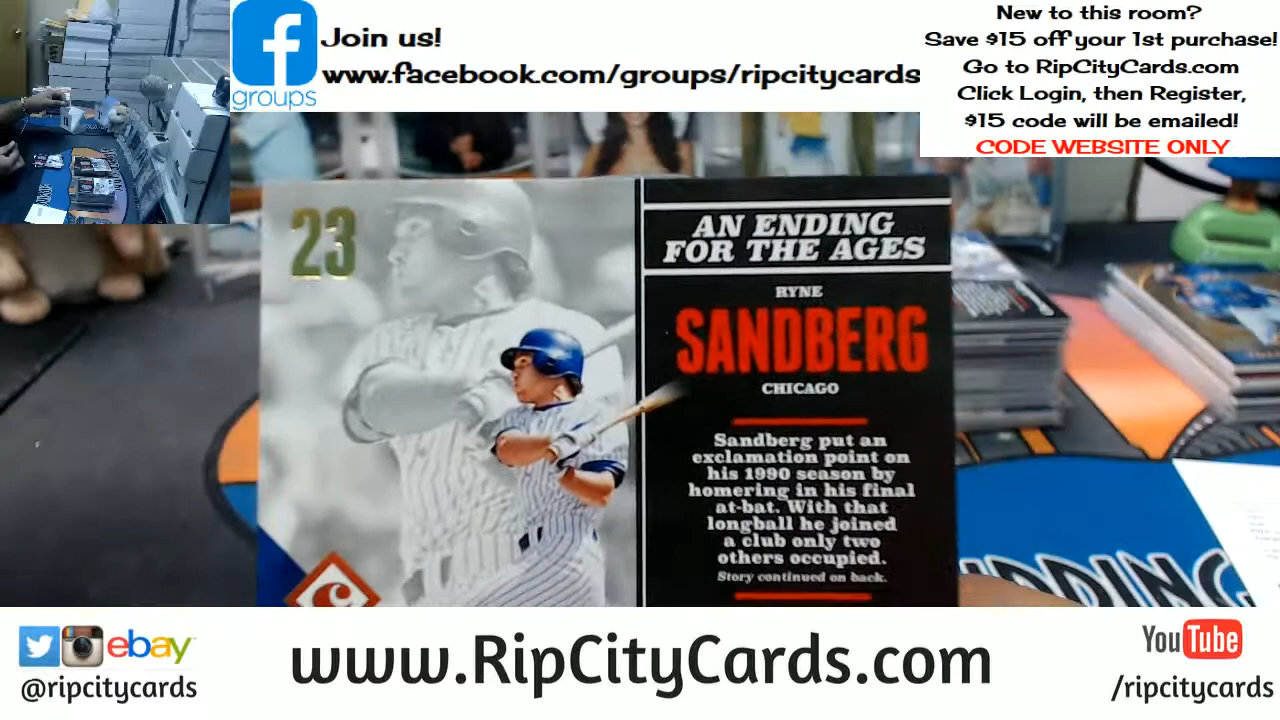 f
groups
Join us!
www.facebook.com/groups/ripcitycards
New to this room?
Save $15 off your 1st purchase!
Go to RipCityCards.com
Click Login, then Register,
$15 code will be emailed!
CODE WEBSITE ONLY
23
AN ENDING
FOR THE AGES
RYNE
SANDBERG
CHICAGO
Sandberg put an
exclamation point on
his 1990 season by
homering in his final
at-bat. With that
longball he joined
a club only two
others occupied.
Story continued on back.
C
ebay
@ripcitycards
www.RipCityCards.com
YouTube
/ripcitycards